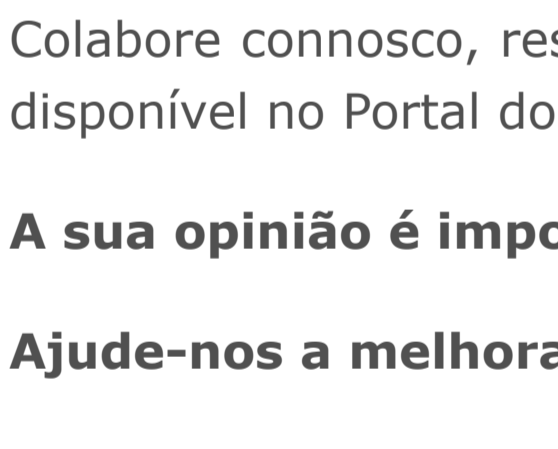 Colabore connosco,
disponível no Portal do
A sua opinião é
Ajude-nos a